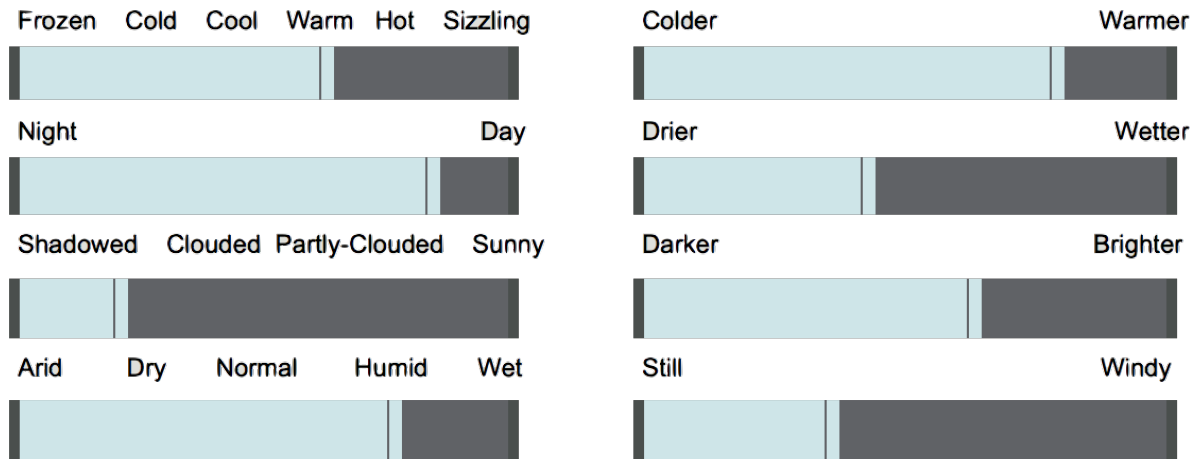 Frozen Cold Cool Warm Hot Sizzling
Colder Warmer
Night Day
Drier Wetter
Shadowed Clouded Partly-Clouded Sunny
Darker Brighter
Arid Dry Normal Humid Wet
Still Windy